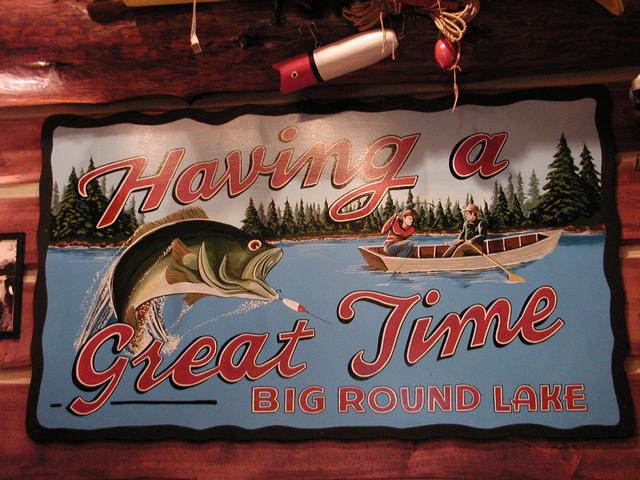 Having a
Great Time
BIG ROUND LAKE